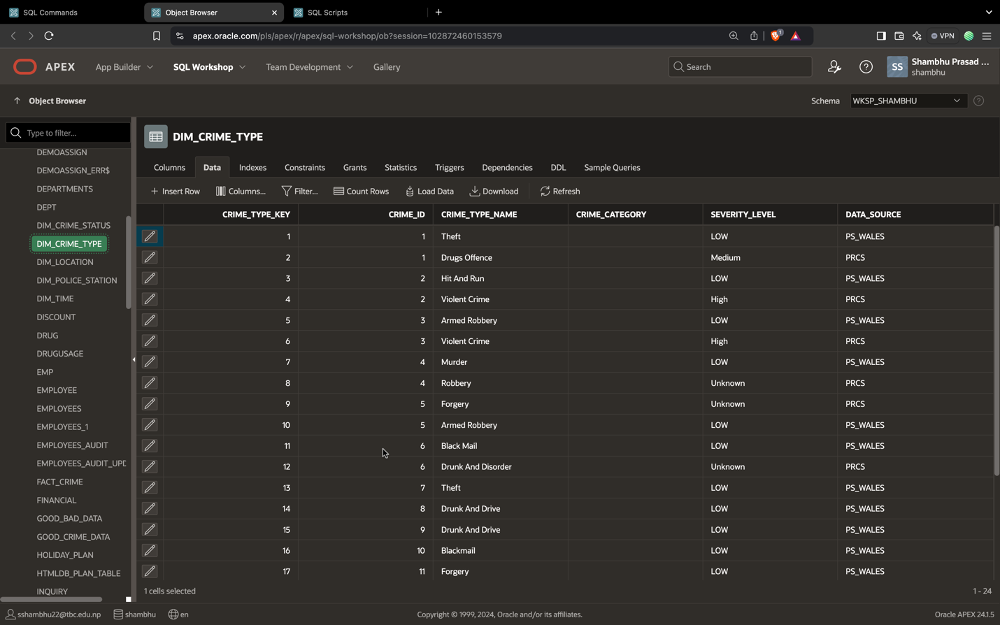 SQL Commands
Object Browser
SQL Scripts
apex.oracle.com/pls/apex/r/apex/sql-workshop/ob?session=102872460153579
1
VPN
APEX
App Builder
SQL Workshop
Team Development
Gallery
Search
SS
Shambhu Prasad ...
shambhu
Object Browser
Schema
WKSP_SHAMBHU
Type to filter...
DEMOASSIGN
DEMOASSIGN_ERR$
DEPARTMENTS
DEPT
DIM_CRIME_STATUS
DIM_CRIME_TYPE
DIM_LOCATION
DIM_POLICE_STATION
DIM_TIME
DISCOUNT
DRUG
DRUGUSAGE
EMP
EMPLOYEE
EMPLOYEES
EMPLOYEES_1
EMPLOYEES_AUDIT
EMPLOYEES_AUDIT_UPD
FACT_CRIME
FINANCIAL
GOOD_BAD_DATA
GOOD_CRIME_DATA
HOLIDAY_PLAN
HTMLDB_PLAN_TABLE
INQUIRY
DIM_CRIME_TYPE
Columns Data Indexes Constraints Grants Statistics Triggers Dependencies DDL Sample Queries
Insert Row Columns... Filter... Count Rows Load Data Download Refresh
CRIME_TYPE_KEY CRIME_ID CRIME_TYPE_NAME CRIME_CATEGORY SEVERITY_LEVEL DATA_SOURCE
1 1 Theft LOW PS_WALES
2 1 Drugs Offence Medium PRCS
3 2 Hit And Run LOW PS_WALES
4 2 Violent Crime High PRCS
5 3 Armed Robbery LOW PS_WALES
6 3 Violent Crime High PRCS
7 4 Murder LOW PS_WALES
8 4 Robbery Unknown PRCS
9 5 Forgery Unknown PRCS
10 5 Armed Robbery LOW PS_WALES
11 6 Black Mail LOW PS_WALES
12 6 Drunk And Disorder Unknown PRCS
13 7 Theft LOW PS_WALES
14 8 Drunk And Drive LOW PS_WALES
15 9 Drunk And Drive LOW PS_WALES
16 10 Blackmail LOW PS_WALES
17 11 Forgery LOW PS_WALES
1 cells selected
1 - 24
sshambhu22@tbc.edu.np shambhu en
Copyright © 1999, 2024, Oracle and/or its affiliates.
Oracle APEX 24.1.5